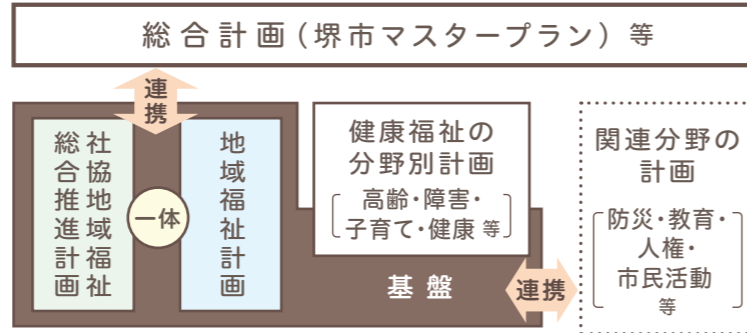 総合計画（堺市マスタープラン）等
連携
社協地域福祉
総合推進計画
一体
地域福祉計画
健康福祉の
分野別計画
高齢・障害・
子育て・健康 等
基盤
連携
関連分野の
計画
防災・教育・
人権・
市民活動
等